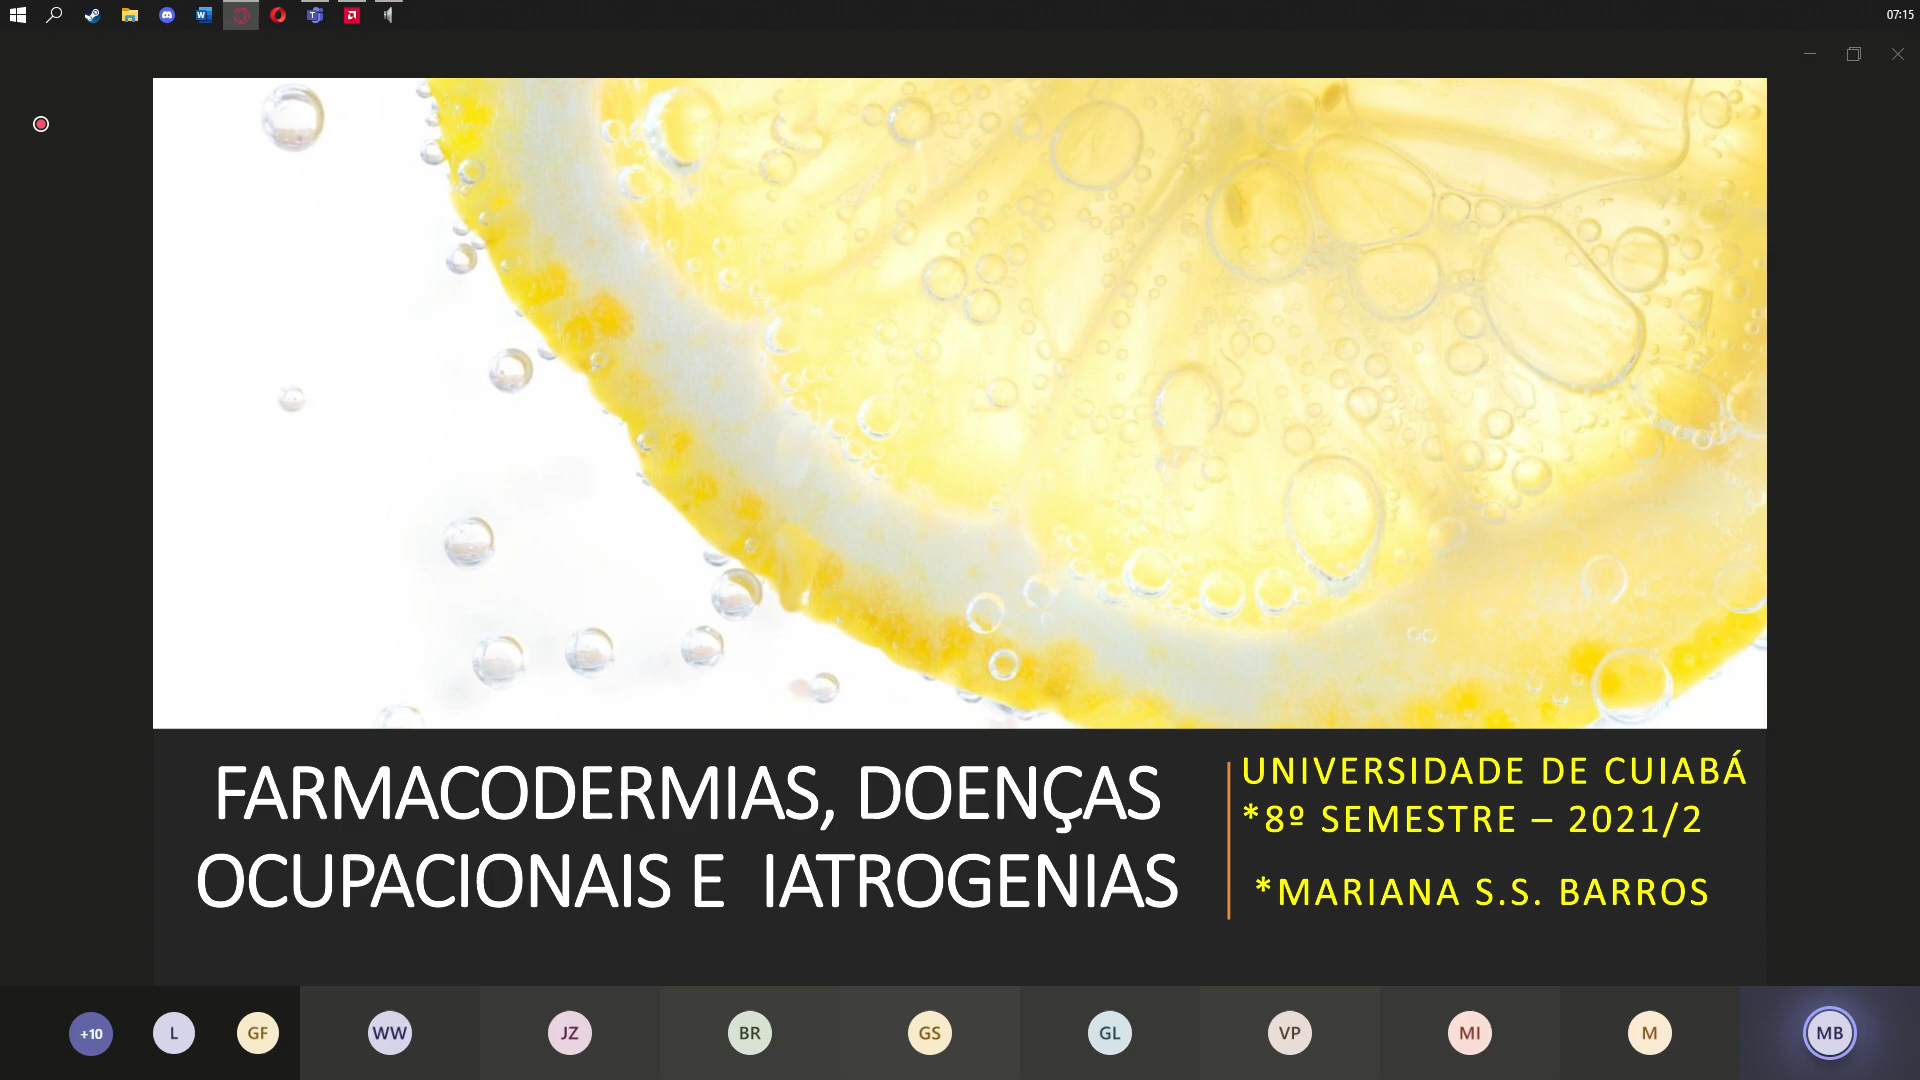 07:15
FARMACODERMIAS, DOENÇAS
OCUPACIONAIS E IATROGENIAS
UNIVERSIDADE DE CUIABÁ
*8º SEMESTRE – 2021/2
*MARIANA S.S. BARROS
+10 L GF WW JZ BR GS GL VP MI M MB